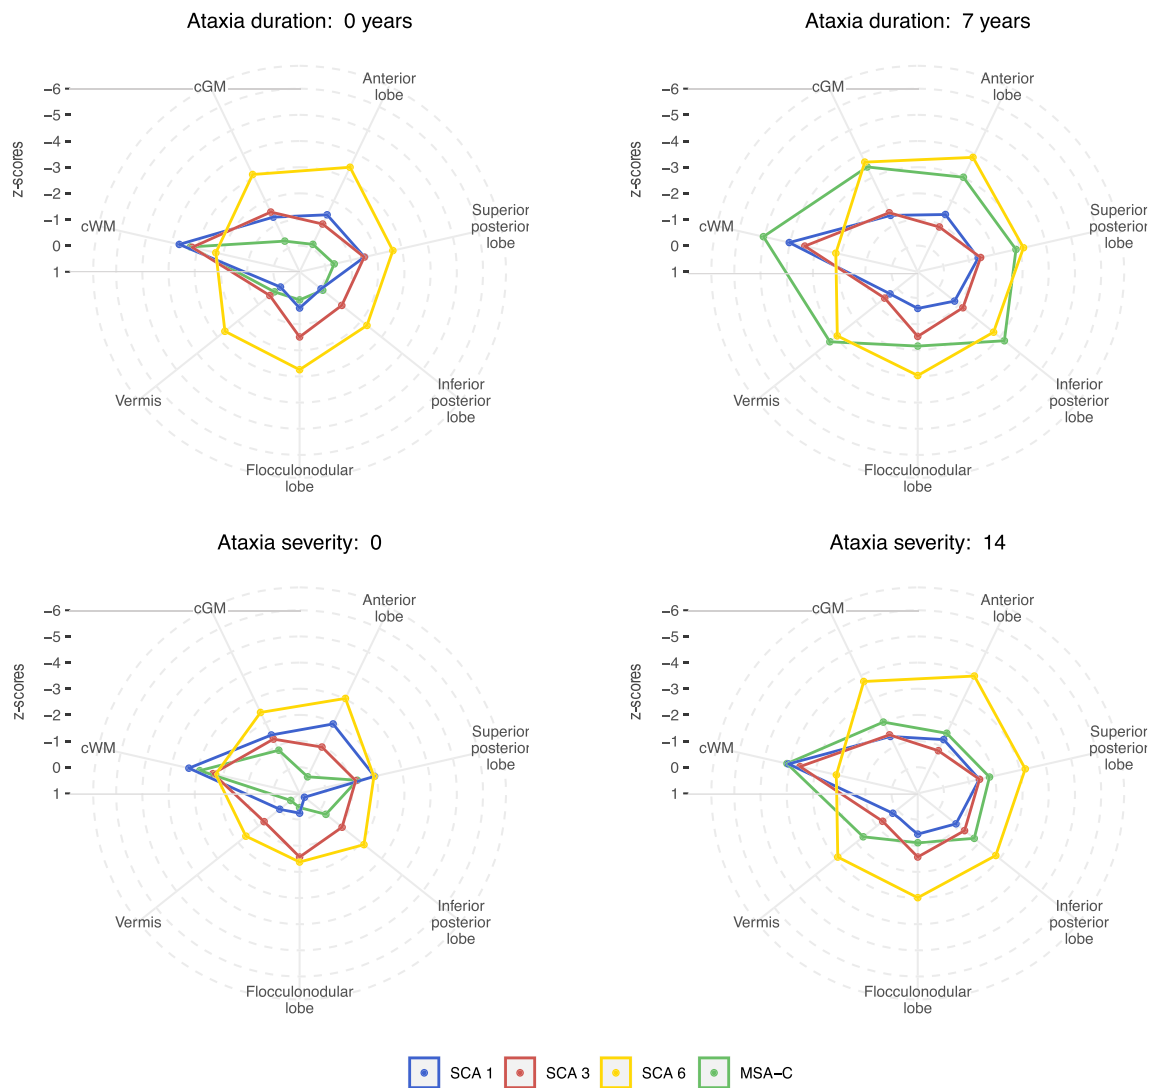 Ataxia duration:  0 years
z-scores
−6
−5
−4
−3
−2
−1
0
1
cGM
Anterior
lobe
Superior
posterior
lobe
Inferior
posterior
lobe
Flocculonodular
lobe
Vermis
cWM
Ataxia duration:  7 years
z-scores
−6
−5
−4
−3
−2
−1
0
1
cGM
Anterior
lobe
Superior
posterior
lobe
Inferior
posterior
lobe
Flocculonodular
lobe
Vermis
cWM
Ataxia severity:  0
z-scores
−6
−5
−4
−3
−2
−1
0
1
cGM
Anterior
lobe
Superior
posterior
lobe
Inferior
posterior
lobe
Flocculonodular
lobe
Vermis
cWM
Ataxia severity:  14
z-scores
−6
−5
−4
−3
−2
−1
0
1
cGM
Anterior
lobe
Superior
posterior
lobe
Inferior
posterior
lobe
Flocculonodular
lobe
Vermis
cWM
SCA 1 SCA 3 SCA 6 MSA−C